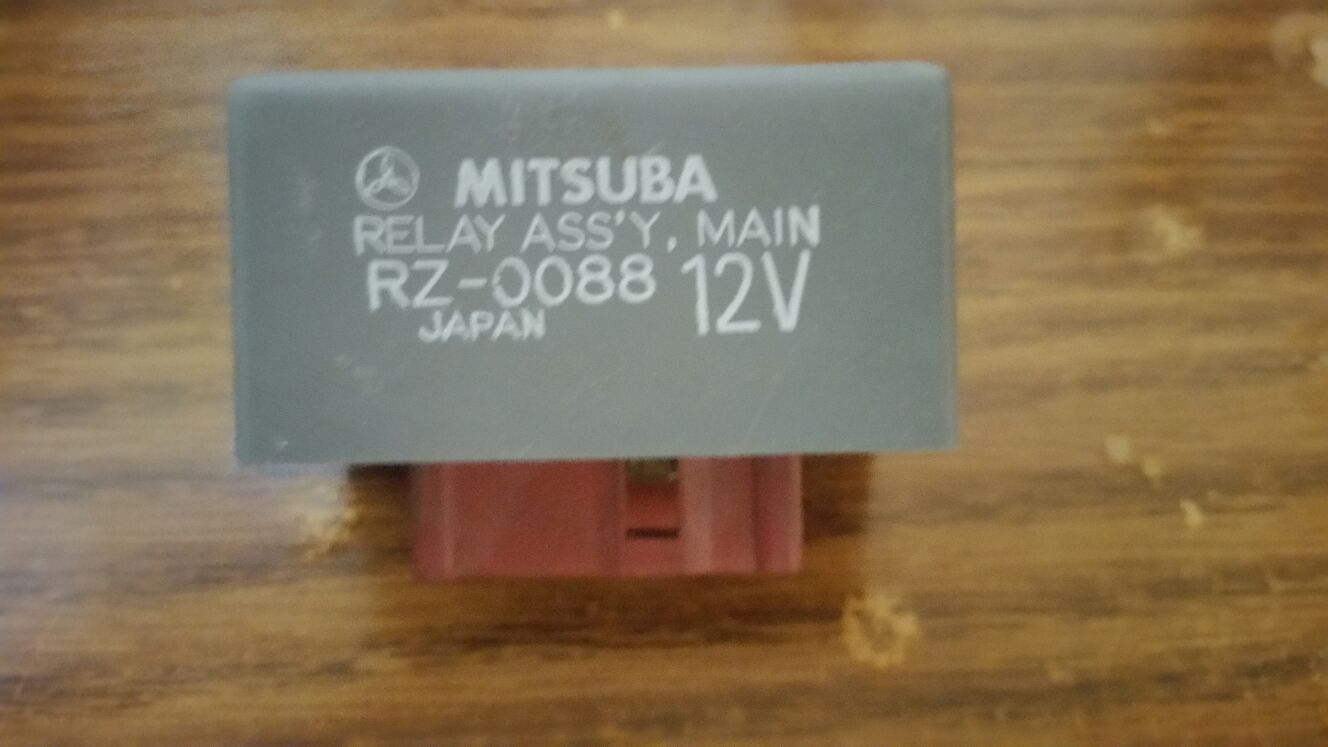 MITSUBA
RELAY ASS'Y, MAIN
RZ-0088 12V
JAPAN